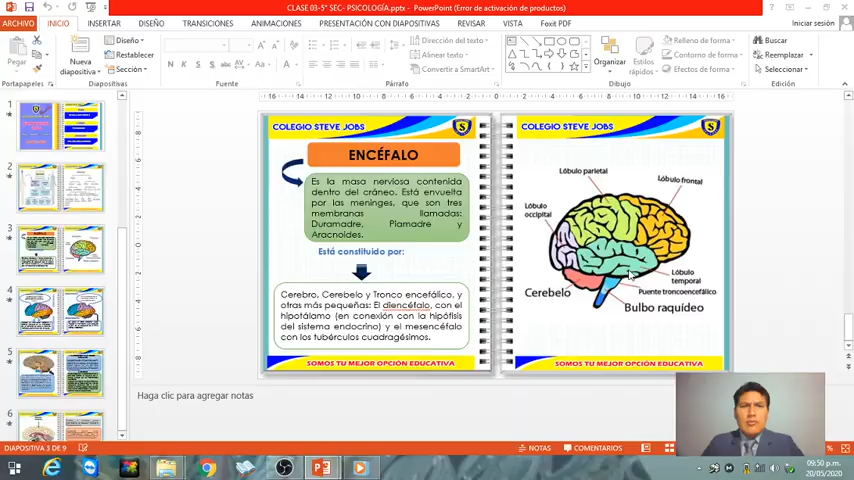 CLASE 03-5° SEC- PSICOLOGÍA.pptx - PowerPoint (Error de activación de productos)
ARCHIVO
INICIO
INSERTAR
DISEÑO
TRANSICIONES
ANIMACIONES
PRESENTACIÓN CON DIAPOSITIVAS
REVISAR
VISTA
Foxit PDF
Iniciar sesión
Pegar
Nueva
diapositiva
Diseño
Restablecer
Sección
N K S
Dirección del texto
Alinear texto
Convertir a SmartArt
Organizar
Estilos
rápidos
Relleno de forma
Contorno de forma
Efectos de forma
Buscar
Reemplazar
Seleccionar
Portapapeles
Diapositivas
Fuente
Párrafo
Dibujo
Edición
1
2
3
4
5
6
COLEGIO STEVE JOBS
ENCÉFALO
Es la masa nerviosa contenida
dentro del cráneo. Está envuelta
por las meninges, que son tres
membranas llamadas:
Duramadre, Piamadre y
Aracnoides.
Está constituido por:
Cerebro, Cerebelo y Tronco encefálico, y
otras más pequeñas: El diencéfalo, con el
hipotálamo (en conexión con la hipófisis
del sistema endocrino) y el mesencéfalo
con los tubérculos cuadragésimos.
SOMOS TU MEJOR OPCIÓN EDUCATIVA
COLEGIO STEVE JOBS
Lóbulo parietal
Lóbulo frontal
Lóbulo
occipital
Lóbulo
temporal
Puente troncoencefálico
Cerebelo
Bulbo raquídeo
SOMOS TU MEJOR OPCIÓN EDUCATIVA
Haga clic para agregar notas
DIAPOSITIVA 3 DE 9
NOTAS
COMENTARIOS
09:50 p.m.
20/05/2020